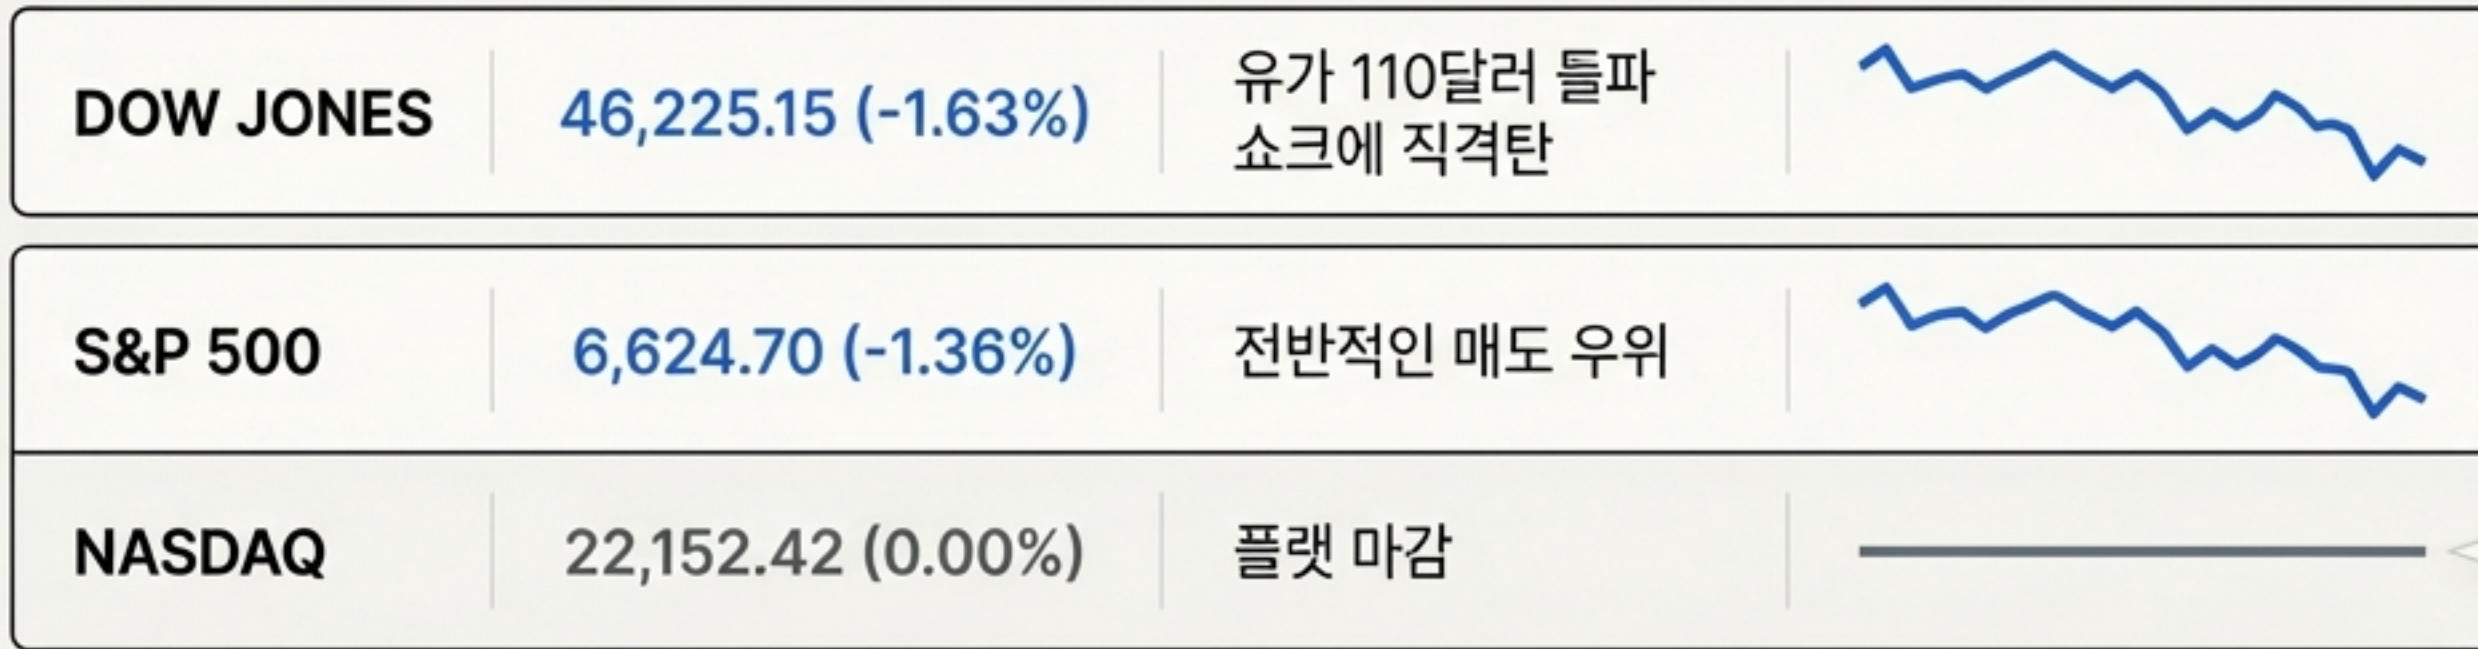 DOW JONES
46,225.15 (-1.63%)
유가 110달러 돌파
쇼크에 직격탄
S&P 500
6,624.70 (-1.36%)
전반적인 매도 우위
NASDAQ
22,152.42 (0.00%)
플랫 마감